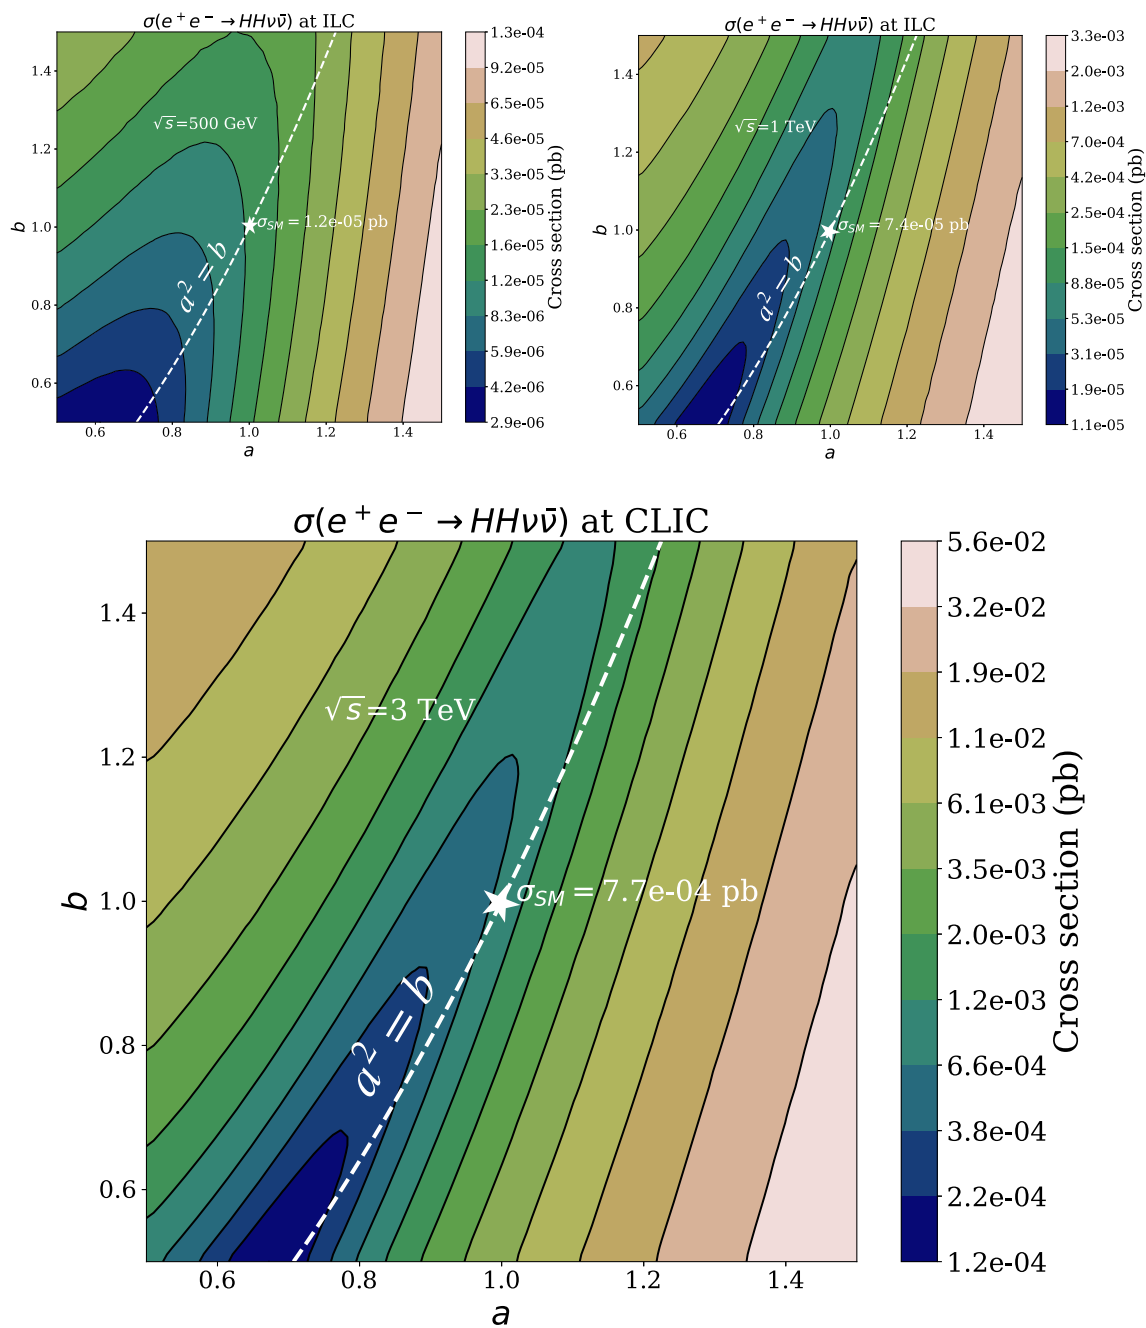 σ(e⁺e⁻ → HHνν̄) at ILC
√s=500 GeV
σ_SM = 1.2e-05 pb
a² = b
1.4
1.2
1.0
0.8
0.6
b
0.6 0.8 1.0 1.2 1.4
a
1.3e-04
9.2e-05
6.5e-05
4.6e-05
3.3e-05
2.3e-05
1.6e-05
1.2e-05
8.3e-06
5.9e-06
4.2e-06
2.9e-06
Cross section (pb)
σ(e⁺e⁻ → HHνν̄) at ILC
√s=1 TeV
σ_SM = 7.4e-05 pb
a² = b
1.4
1.2
1.0
0.8
0.6
b
0.6 0.8 1.0 1.2 1.4
a
3.3e-03
2.0e-03
1.2e-03
7.0e-04
4.2e-04
2.5e-04
1.5e-04
8.8e-05
5.3e-05
3.1e-05
1.9e-05
1.1e-05
Cross section (pb)
σ(e⁺e⁻ → HHνν̄) at CLIC
√s=3 TeV
σ_SM = 7.7e-04 pb
a² = b
1.4
1.2
1.0
0.8
0.6
b
0.6 0.8 1.0 1.2 1.4
a
5.6e-02
3.2e-02
1.9e-02
1.1e-02
6.1e-03
3.5e-03
2.0e-03
1.2e-03
6.6e-04
3.8e-04
2.2e-04
1.2e-04
Cross section (pb)